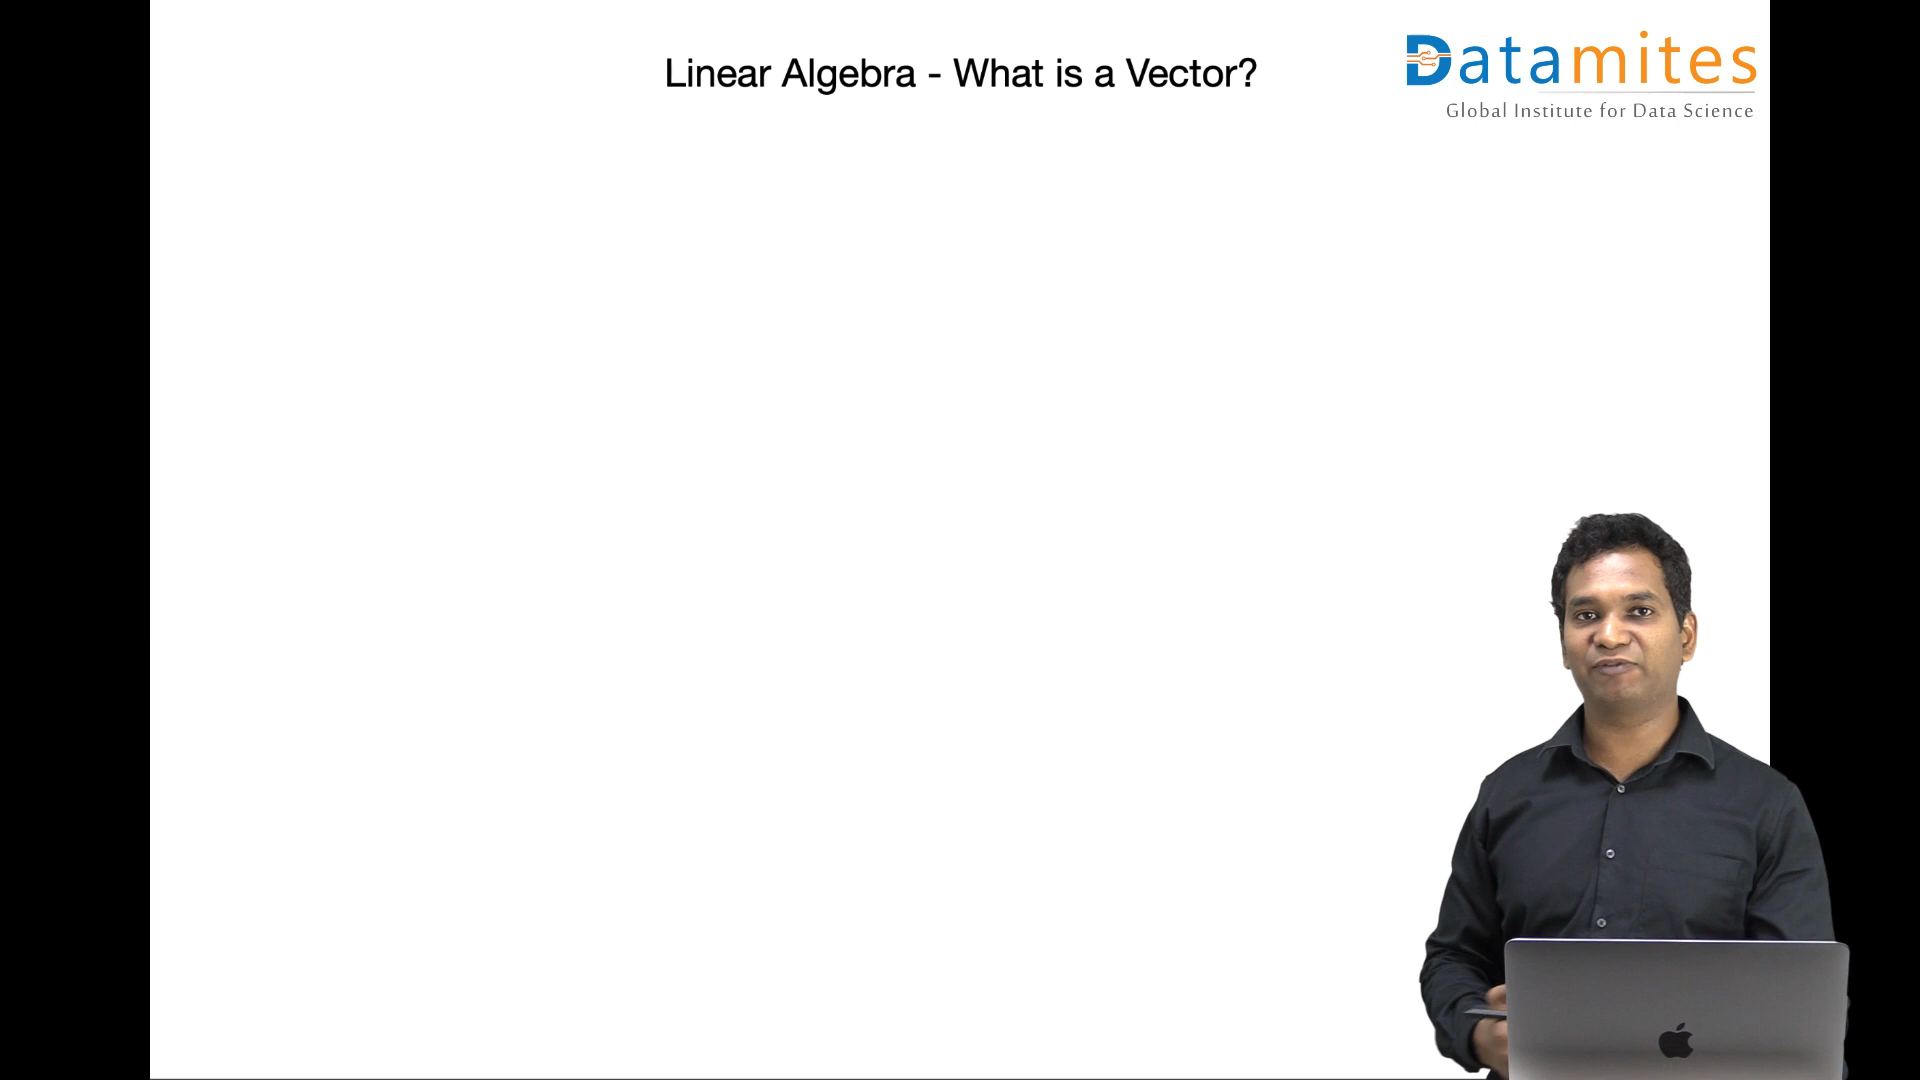 Linear Algebra - What is a Vector?
Datamites
Global Institute for Data Science